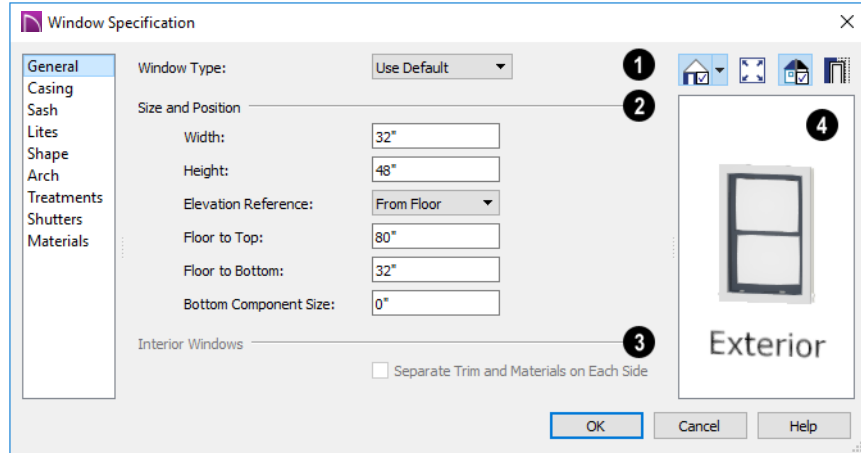 Window Specification
General
Casing
Sash
Lites
Shape
Arch
Treatments
Shutters
Materials
Window Type: Use Default 1
Size and Position 2
Width: 32"
Height: 48"
Elevation Reference: From Floor
Floor to Top: 80"
Floor to Bottom: 32"
Bottom Component Size: 0"
Interior Windows 3
Separate Trim and Materials on Each Side
4
Exterior
OK Cancel Help